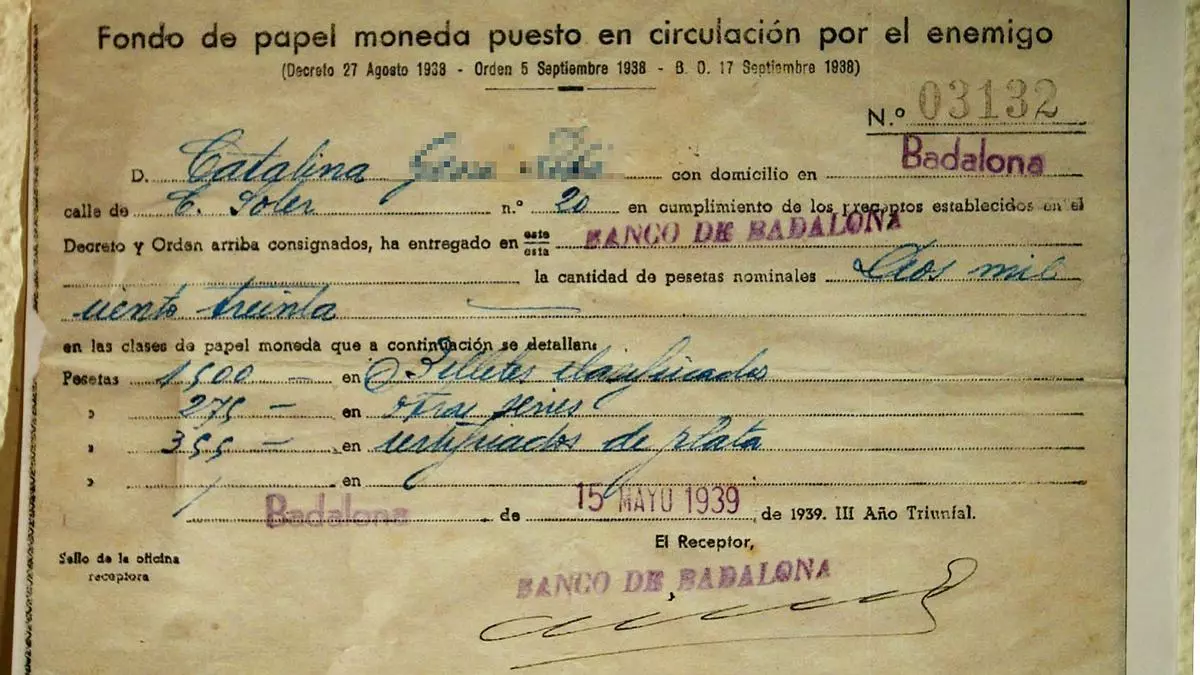 Fondo de papel moneda puesto en circulación por el enemigo
(Decreto 27 Agosto 1938 - Orden 5 Septiembre 1938 - B. O. 17 Septiembre 1938)
N.º 03132
D. Catalina con domicilio en Badalona
calle de E. Soler n.º 20 en cumplimiento de los preceptos establecidos en el
Decreto y Orden arriba consignados, ha entregado en este/esta BANCO DE BADALONA
la cantidad de pesetas nominales Dos mil
ciento treinta
en las clases de papel moneda que a continuación se detallan:
Pesetas 1500 — en Billetes clasificados
» 275 — en otras series
» 355 — en certificados de plata
» en
Badalona de 15 MAYO 1939 de 1939. III Año Triunfal.
Sello de la oficina
receptora
El Receptor,
BANCO DE BADALONA